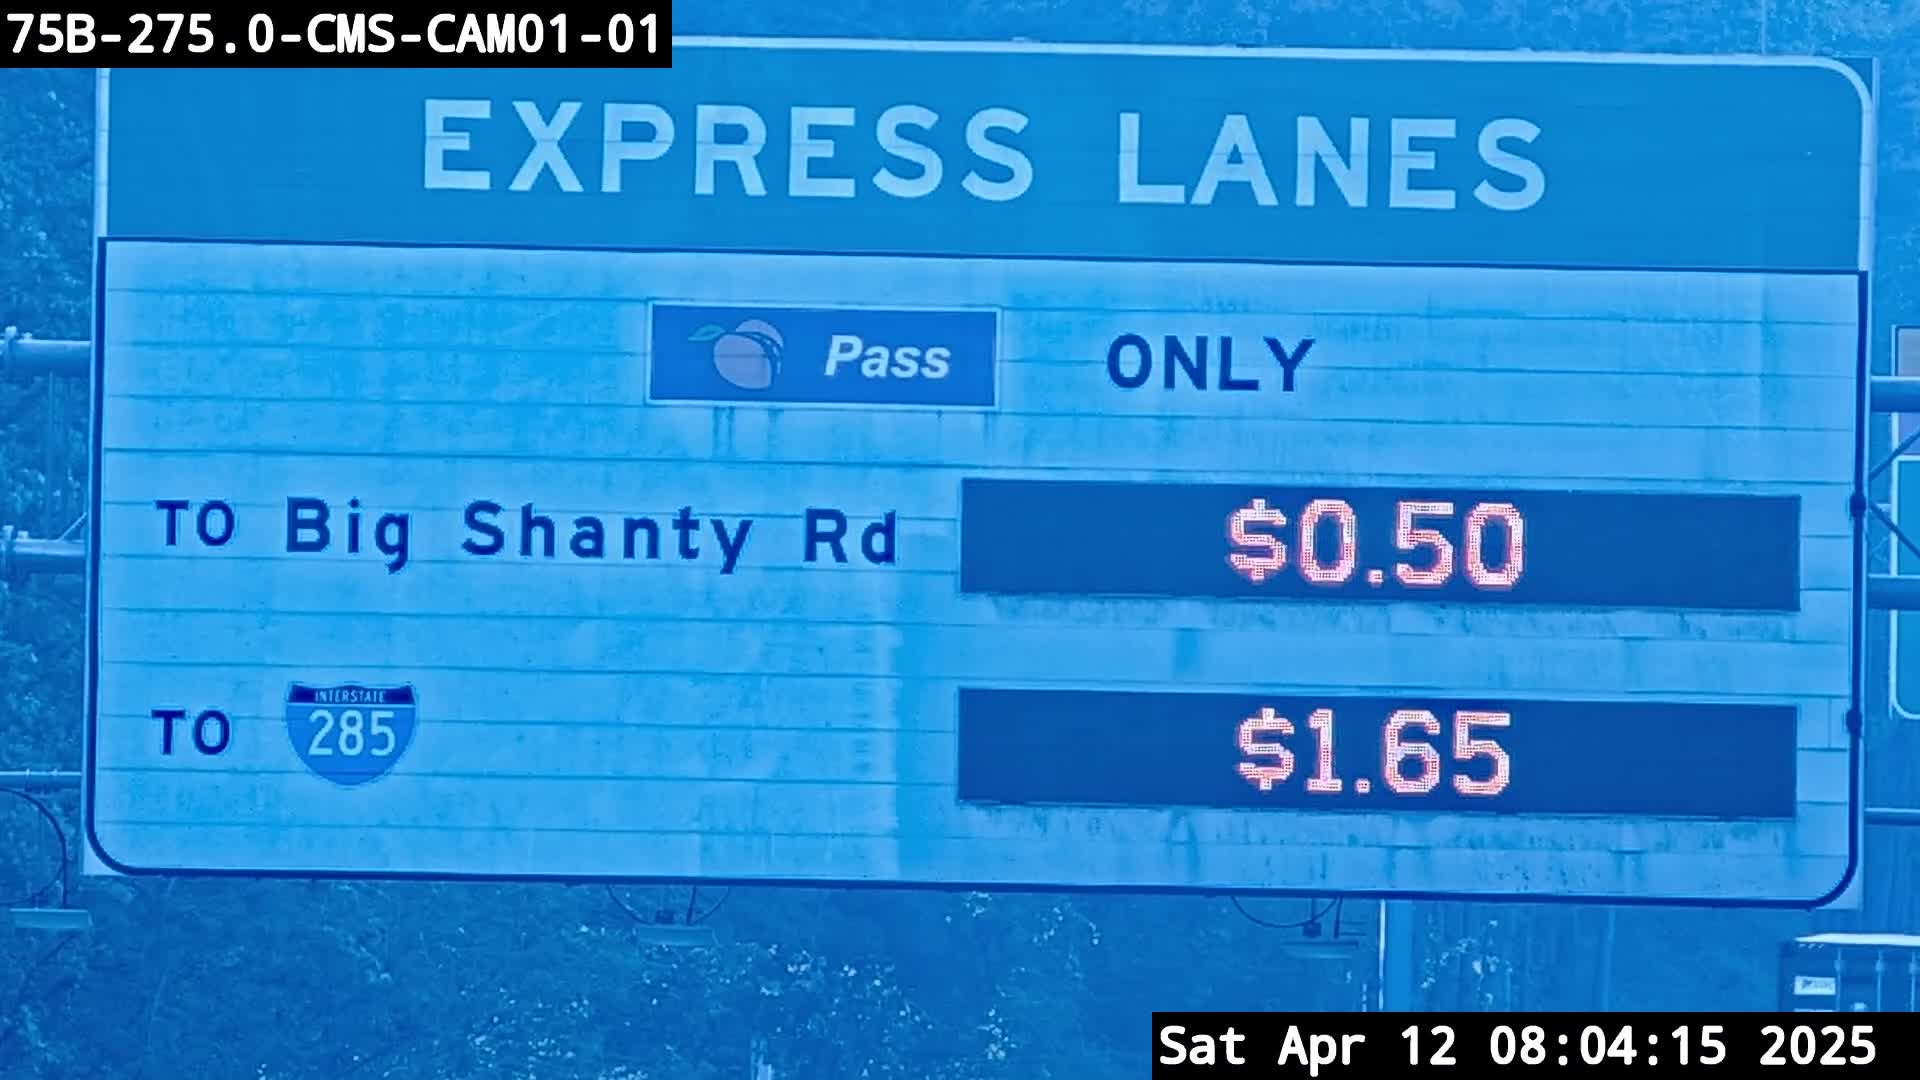 75B-275.0-CMS-CAM01-01
EXPRESS LANES
Pass ONLY
TO Big Shanty Rd $0.50
INTERSTATE
TO 285 $1.65
Sat Apr 12 08:04:15 2025